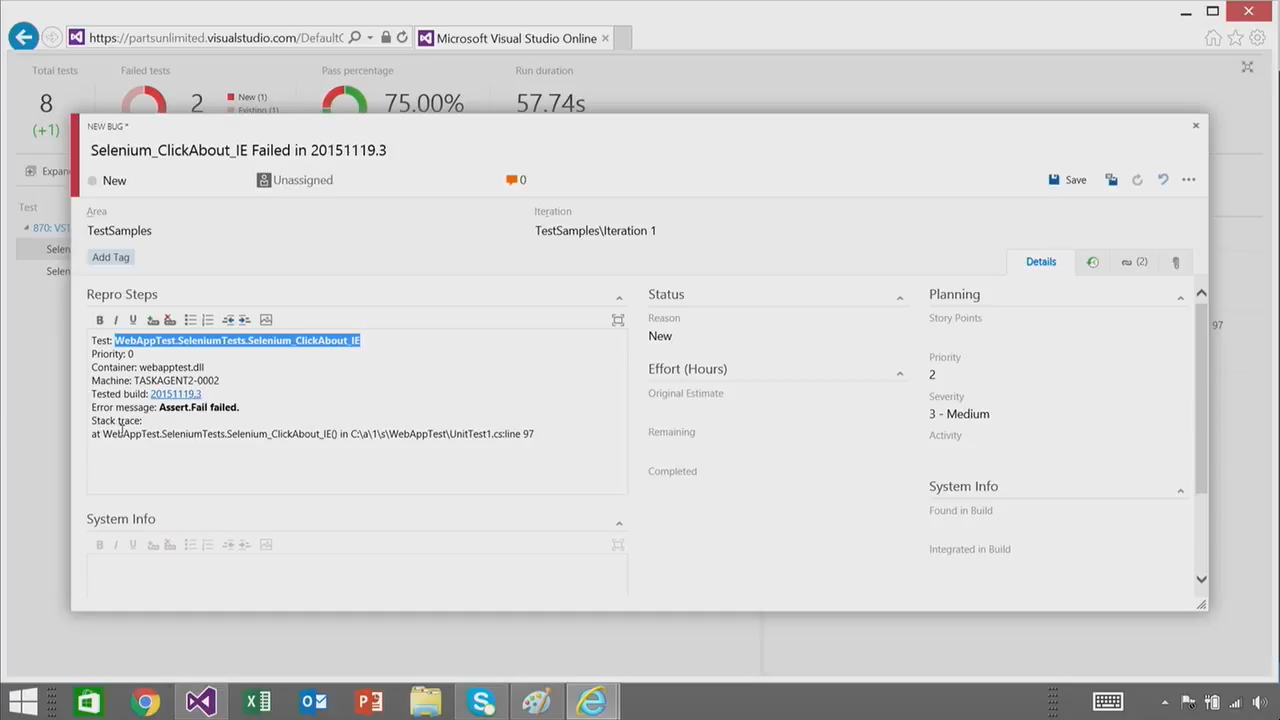 https://partsunlimited.visualstudio.com/DefaultC
Microsoft Visual Studio Online
Total tests
Failed tests
Pass percentage
Run duration
8
2
New (1)
Existing (1)
75.00%
57.74s
(+1)
NEW BUG *
Selenium_ClickAbout_IE Failed in 20151119.3
New
Unassigned
0
Save
Expan
Area
Iteration
TestSamples
TestSamples\Iteration 1
Test
870: VST
Selen
Selen
Add Tag
Details
(2)
Repro Steps
Status
Planning
B I U
Reason
Story Points
New
97
Test: WebAppTest.SeleniumTests.Selenium_ClickAbout_IE
Priority: 0
Container: webapptest.dll
Machine: TASKAGENT2-0002
Tested build: 20151119.3
Error message: Assert.Fail failed.
Stack trace:
at WebAppTest.SeleniumTests.Selenium_ClickAbout_IE() in C:\a\1\s\WebAppTest\UnitTest1.cs:line 97
Effort (Hours)
Original Estimate
Remaining
Completed
Priority
2
Severity
3 - Medium
Activity
System Info
Found in Build
Integrated in Build
System Info
B I U